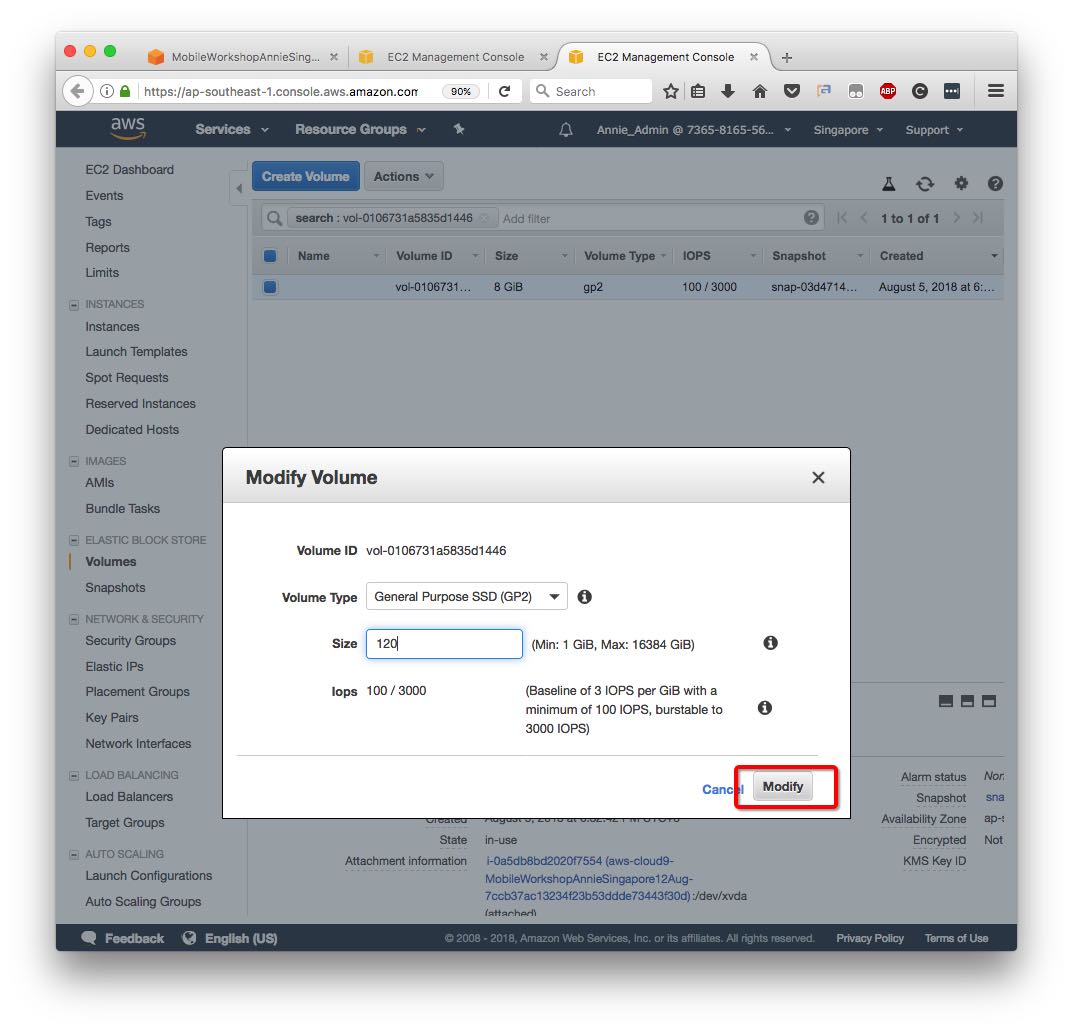 MobileWorkshopAnnieSing... × EC2 Management Console × EC2 Management Console × +
https://ap-southeast-1.console.aws.amazon.com 90% Search ABP
aws Services Resource Groups Annie_Admin @ 7365-8165-56... Singapore Support
EC2 Dashboard
Events
Tags
Reports
Limits
INSTANCES
Instances
Launch Templates
Spot Requests
Reserved Instances
Dedicated Hosts
IMAGES
AMIs
Bundle Tasks
ELASTIC BLOCK STORE
Volumes
Snapshots
NETWORK & SECURITY
Security Groups
Elastic IPs
Placement Groups
Key Pairs
Network Interfaces
LOAD BALANCING
Load Balancers
Target Groups
AUTO SCALING
Launch Configurations
Auto Scaling Groups
Create Volume Actions
search : vol-0106731a5835d1446 Add filter 1 to 1 of 1
Name Volume ID Size Volume Type IOPS Snapshot Created
vol-0106731... 8 GiB gp2 100 / 3000 snap-03d4714... August 5, 2018 at 6:...
Modify Volume
Volume ID vol-0106731a5835d1446
Volume Type General Purpose SSD (GP2)
Size 120 (Min: 1 GiB, Max: 16384 GiB)
Iops 100 / 3000 (Baseline of 3 IOPS per GiB with a
minimum of 100 IOPS, burstable to
3000 IOPS)
Cancel Modify
Alarm status
Snapshot sna
Created
Availability Zone ap-s
State in-use
Encrypted Not
Attachment information i-0a5db8bd2020f7554 (aws-cloud9-
MobileWorkshopAnnieSingapore12Aug-
7ccb37ac13234f23b53ddde73443f30d):/dev/xvda
(attached)
KMS Key ID
Feedback English (US) © 2008 - 2018, Amazon Web Services, Inc. or its affiliates. All rights reserved. Privacy Policy Terms of Use